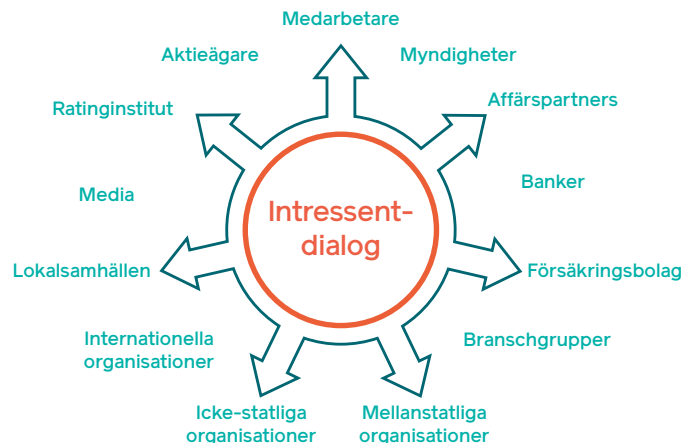 Medarbetare
Aktieägare
Myndigheter
Ratinginstitut
Affärspartners
Media
Banker
Intressent-
dialog
Lokalsamhällen
Försäkringsbolag
Internationella
organisationer
Branschgrupper
Icke-statliga
organisationer
Mellanstatliga
organisationer